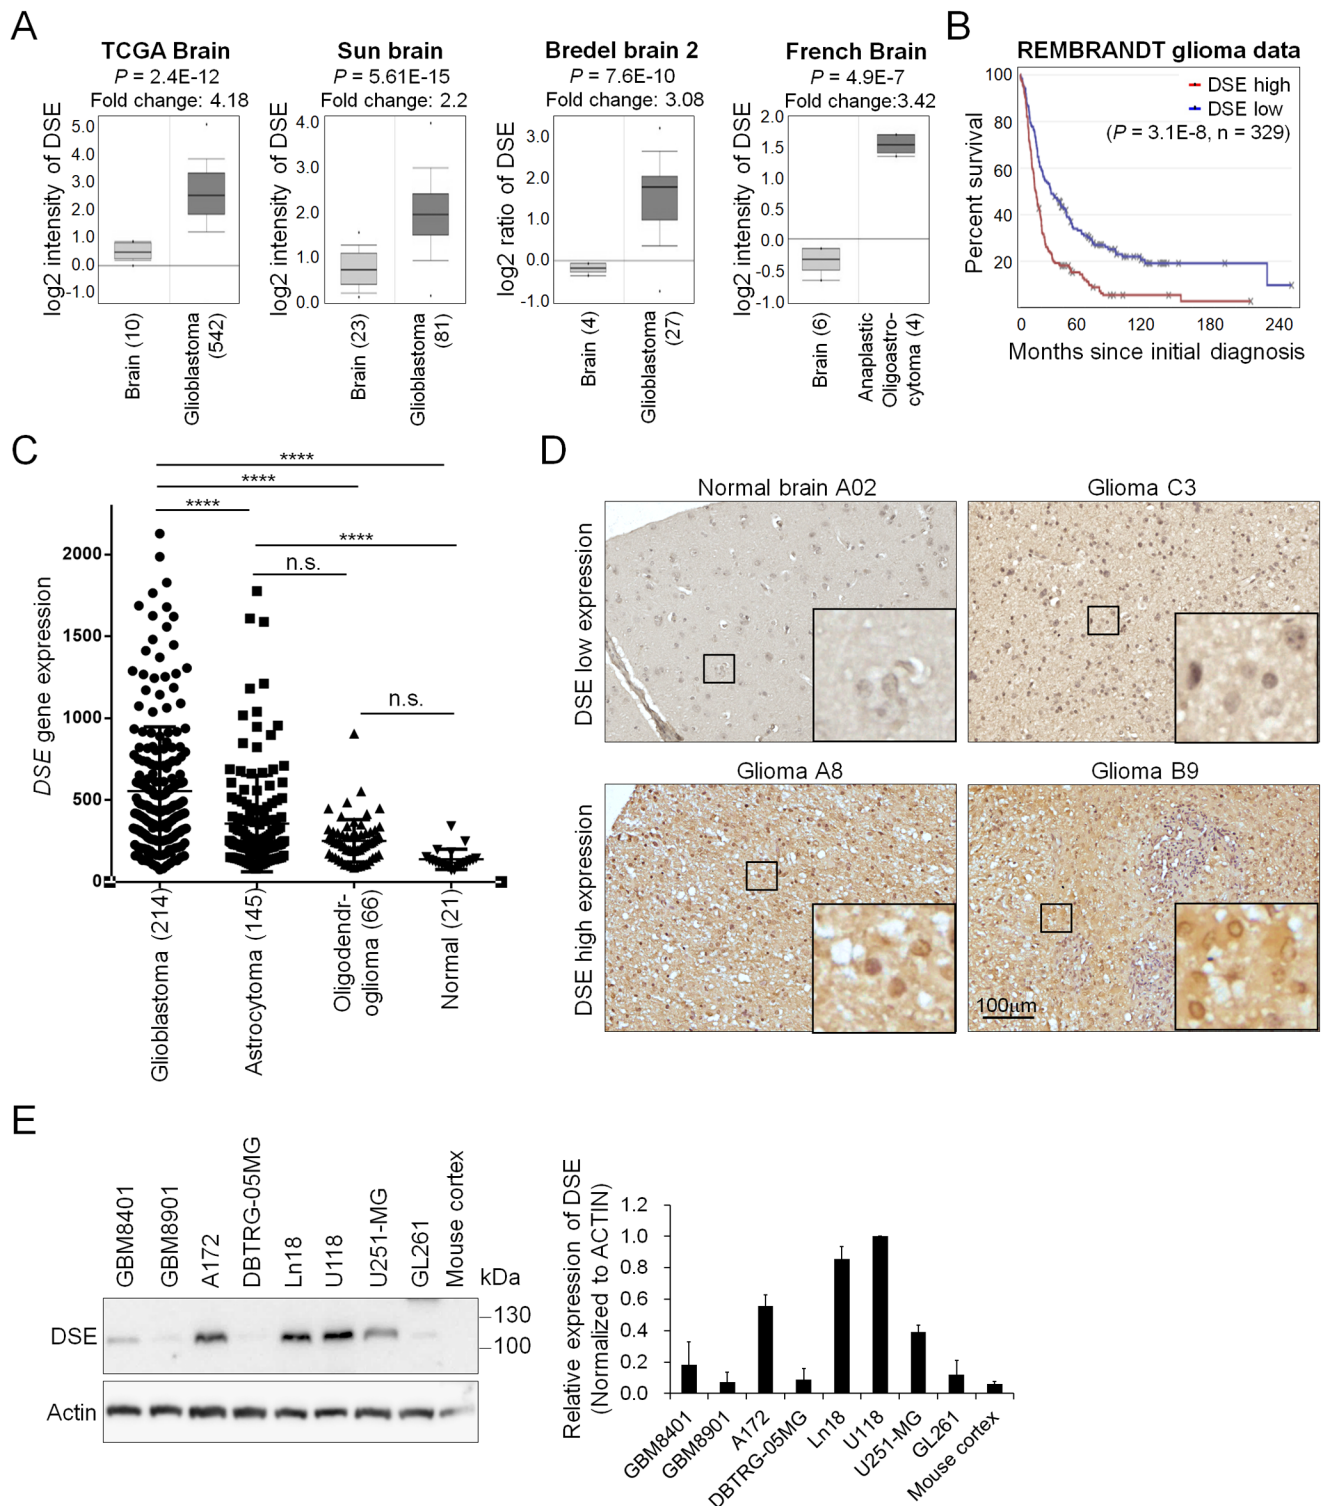 A
TCGA Brain
P = 2.4E-12
Fold change: 4.18
log2 intensity of DSE
5.0
4.0
3.0
2.0
1.0
0.0
-1.0
Brain (10)
Glioblastoma
(542)
Sun brain
P = 5.61E-15
Fold change: 2.2
log2 intensity of DSE
4.0
3.0
2.0
1.0
0.0
Brain (23)
Glioblastoma
(81)
Bredel brain 2
P = 7.6E-10
Fold change: 3.08
log2 ratio of DSE
3.0
2.0
1.0
0.0
-1.0
Brain (4)
Glioblastoma
(27)
French Brain
P = 4.9E-7
Fold change:3.42
log2 intensity of DSE
2.0
1.5
1.0
0.5
0.0
-0.5
-1.0
Brain (6)
Anaplastic
Oligoastro-
cytoma (4)
B
REMBRANDT glioma data
DSE high
DSE low
(P = 3.1E-8, n = 329)
Percent survival
100
80
60
40
20
0
60
120
180
240
Months since initial diagnosis
C
****
****
****
****
n.s.
n.s.
DSE gene expression
2000
1500
1000
500
0
Glioblastoma (214)
Astrocytoma (145)
Oligodendr-
oglioma (66)
Normal (21)
D
Normal brain A02
Glioma C3
DSE low expression
Glioma A8
Glioma B9
DSE high expression
100μm
E
GBM8401
GBM8901
A172
DBTRG-05MG
Ln18
U118
U251-MG
GL261
Mouse cortex
kDa
DSE
130
100
Actin
Relative expression of DSE
(Normalized to ACTIN)
1.2
1.0
0.8
0.6
0.4
0.2
0.0
GBM8401
GBM8901
A172
DBTRG-05MG
Ln18
U118
U251-MG
GL261
Mouse cortex